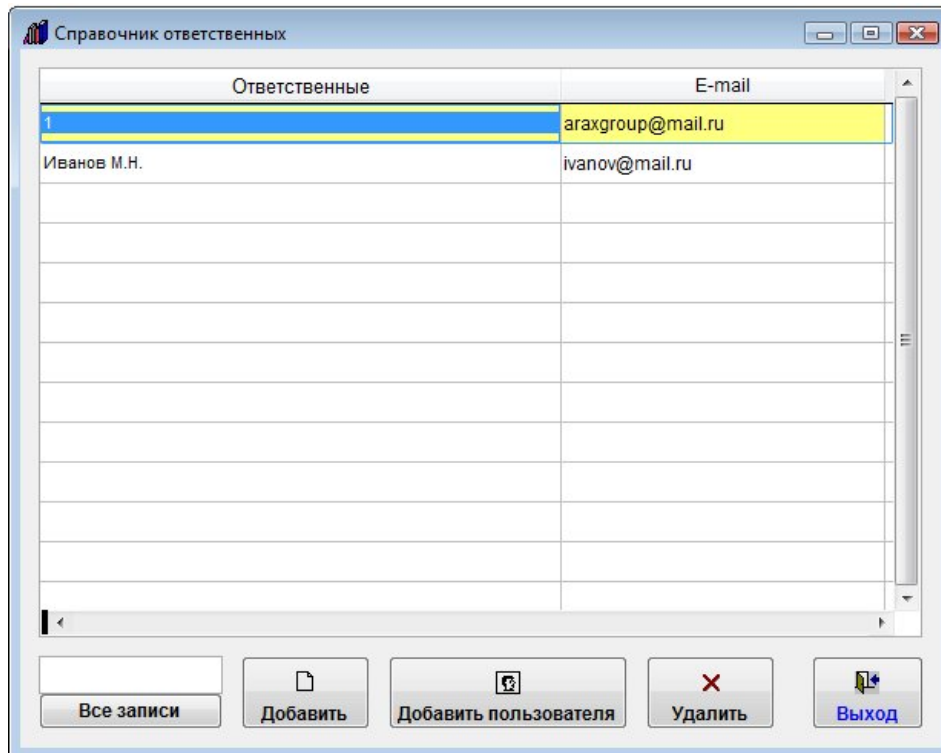 Справочник ответственных
Ответственные E-mail
1 araxgroup@mail.ru
Иванов М.Н. ivanov@mail.ru
Все записи Добавить Добавить пользователя Удалить Выход